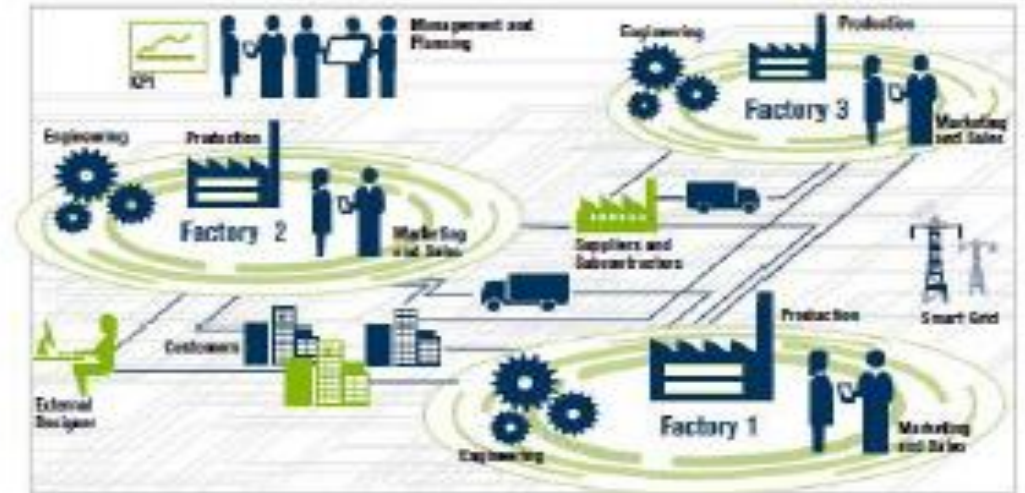 Management and
Planning
KPI
Engineering
Production
Factory 3
Marketing
and Sales
Engineering
Production
Factory 2
Marketing
and Sales
Suppliers and
Subcontractors
Smart Grid
Customers
External
Designer
Production
Factory 1
Marketing
and Sales
Engineering